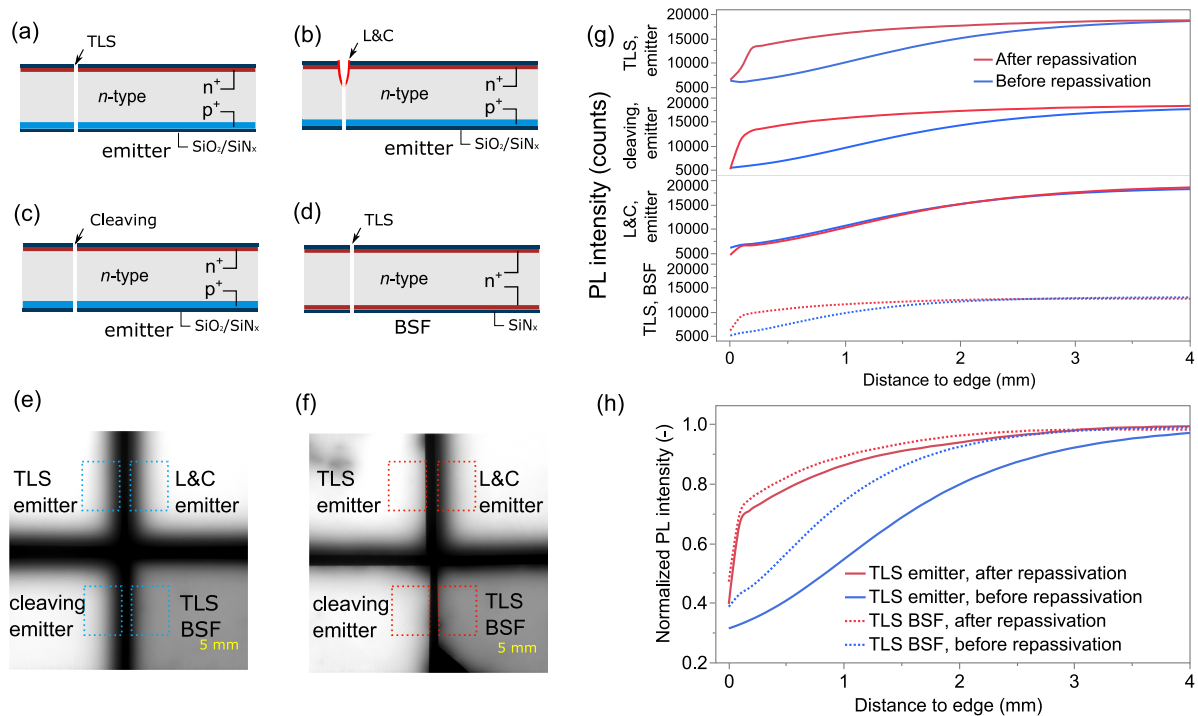 (a)
TLS
n-type
n+
p+
emitter
SiO₂/SiNₓ
(b)
L&C
n-type
n+
p+
emitter
SiO₂/SiNₓ
(c)
Cleaving
n-type
n+
p+
emitter
SiO₂/SiNₓ
(d)
TLS
n-type
n+
BSF
SiNₓ
(e)
TLS
emitter
L&C
emitter
cleaving
emitter
TLS
BSF
5 mm
(f)
TLS
emitter
L&C
emitter
cleaving
emitter
TLS
BSF
5 mm
(g)
PL intensity (counts)
TLS,
emitter
20000
15000
10000
5000
After repassivation
Before repassivation
cleaving,
emitter
20000
15000
10000
5000
L&C,
emitter
20000
15000
10000
5000
TLS, BSF
20000
15000
10000
5000
0 1 2 3 4
Distance to edge (mm)
(h)
Normalized PL intensity (-)
1.0
0.8
0.6
0.4
0.2
TLS emitter, after repassivation
TLS emitter, before repassivation
TLS BSF, after repassivation
TLS BSF, before repassivation
0 1 2 3 4
Distance to edge (mm)